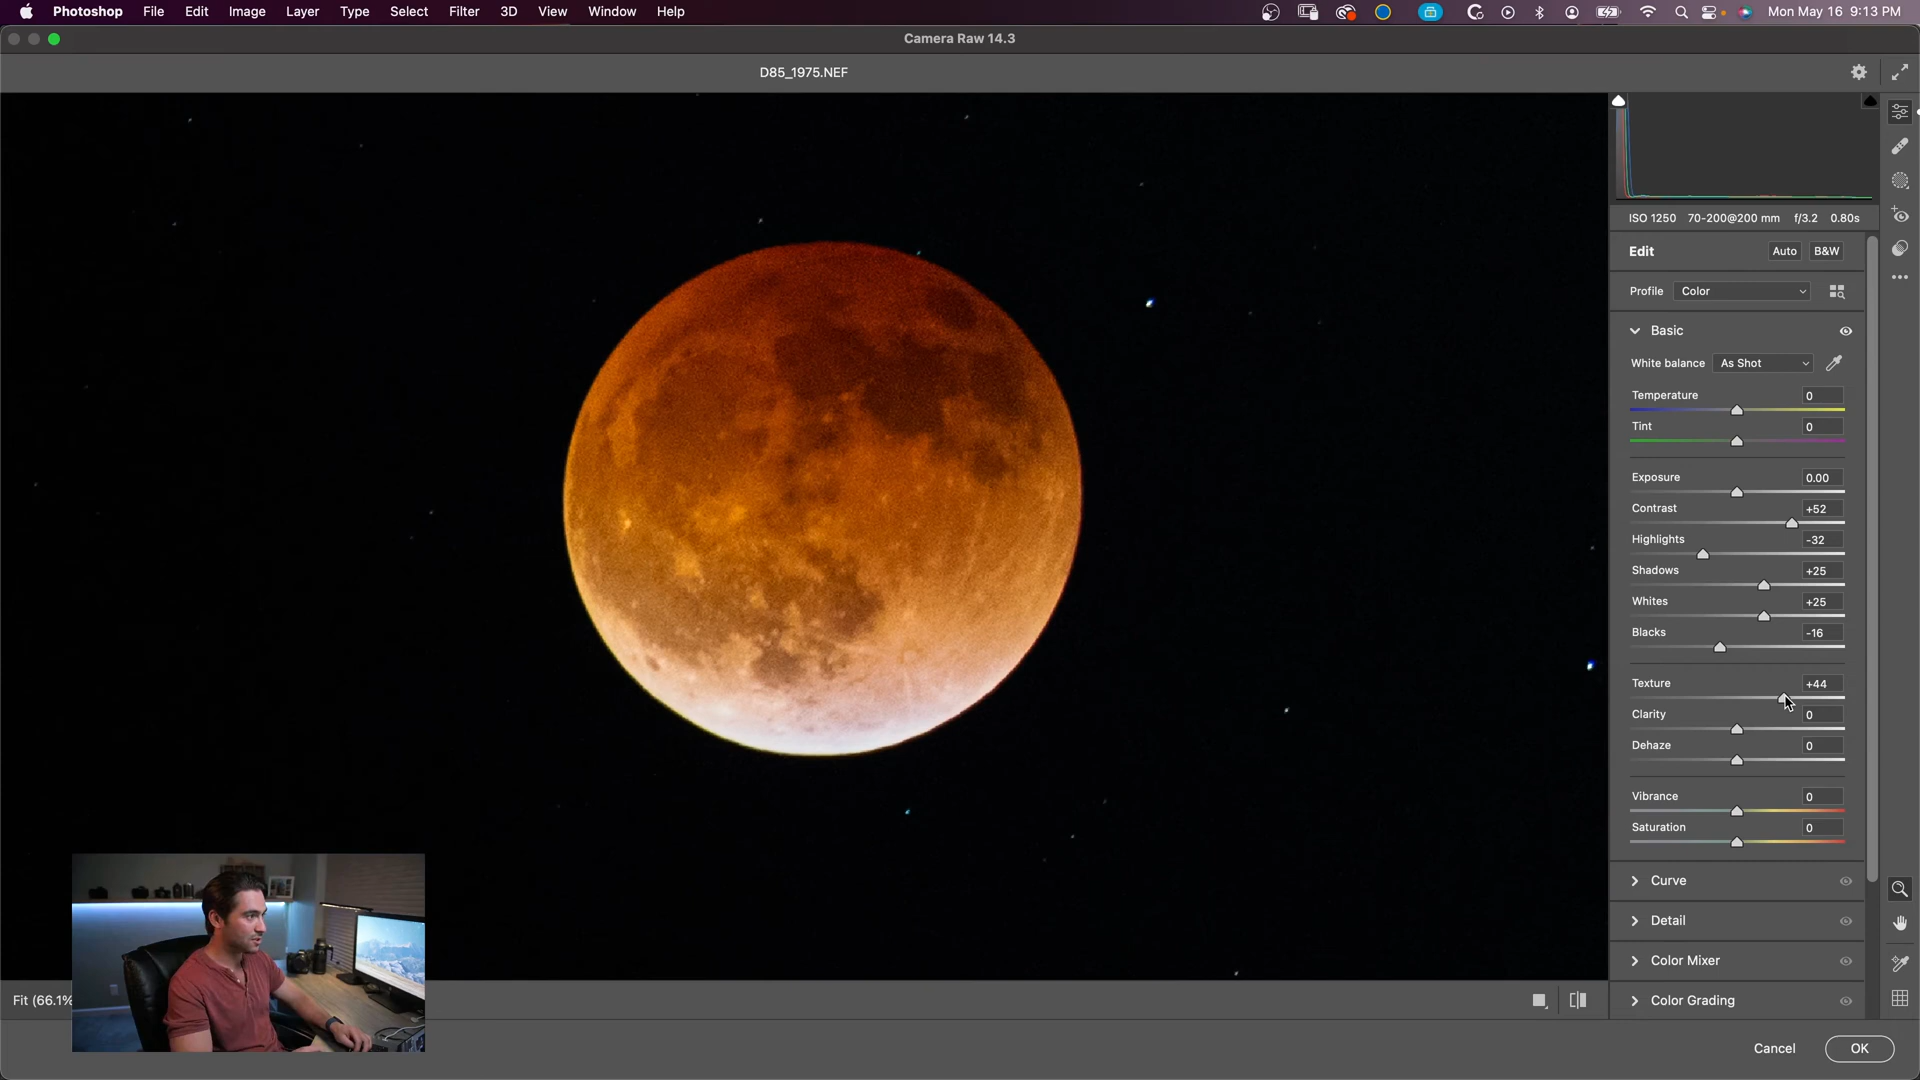 Photoshop File Edit Image Layer Type Select Filter 3D View Window Help Mon May 16 9:13 PM
Camera Raw 14.3
D85_1975.NEF
ISO 1250 70-200@200 mm f/3.2 0.80s
Edit Auto B&W
Profile Color
Basic
White balance As Shot
Temperature 0
Tint 0
Exposure 0.00
Contrast +52
Highlights -32
Shadows +25
Whites +25
Blacks -16
Texture +44
Clarity 0
Dehaze 0
Vibrance 0
Saturation 0
Curve
Detail
Color Mixer
Color Grading
Fit (66.1%
Cancel OK